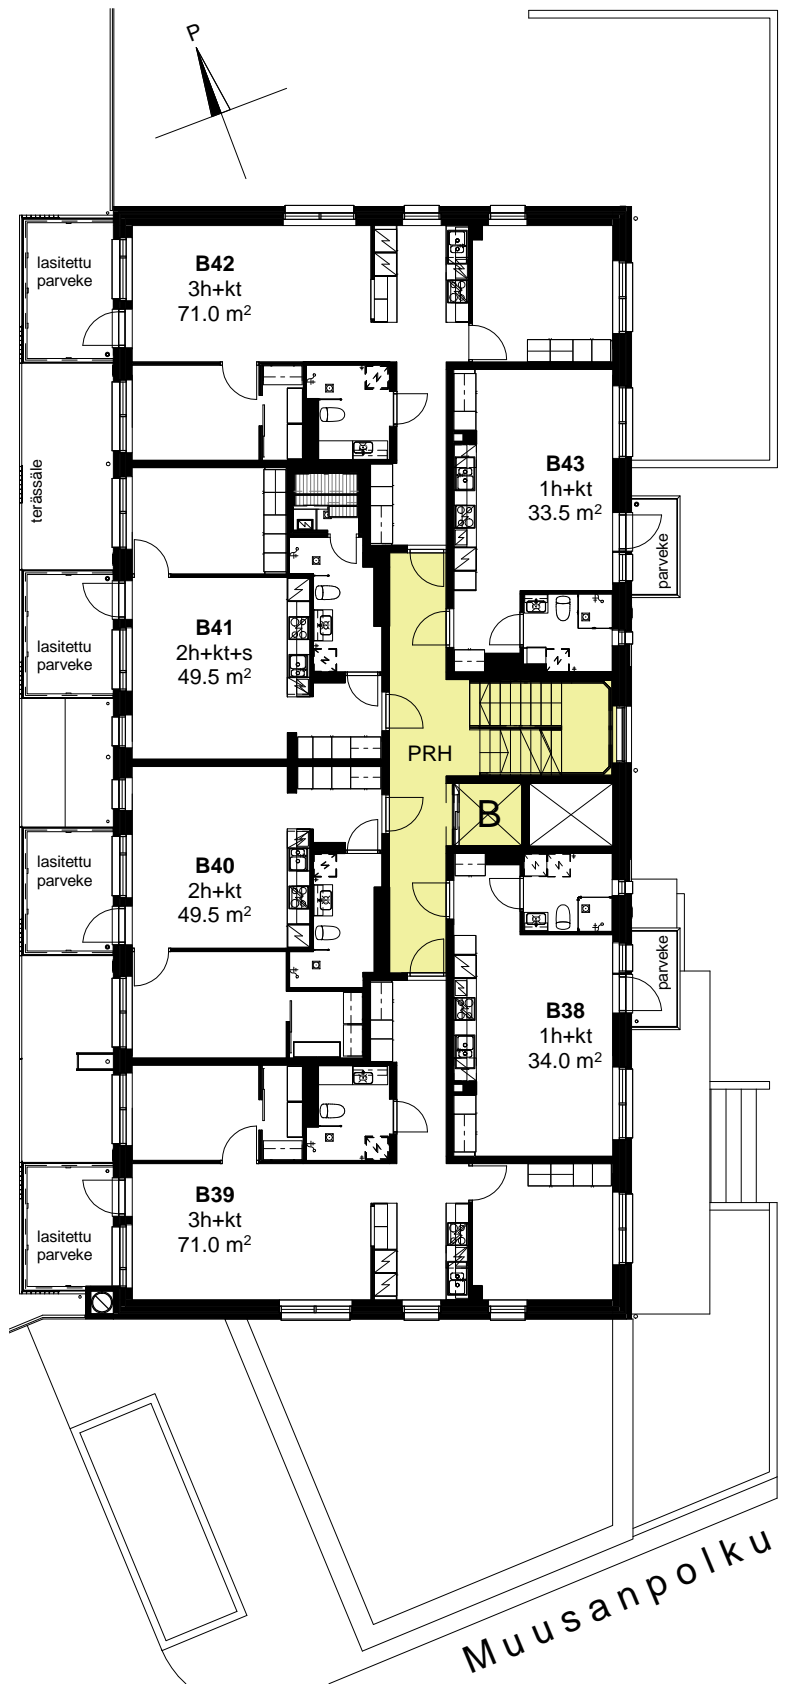 P
lasitettu
parveke
B42
3h+kt
71.0 m²
terässäle
B43
1h+kt
33.5 m²
parveke
lasitettu
parveke
B41
2h+kt+s
49.5 m²
PRH
B
lasitettu
parveke
B40
2h+kt
49.5 m²
parveke
B38
1h+kt
34.0 m²
lasitettu
parveke
B39
3h+kt
71.0 m²
Muusanpolku